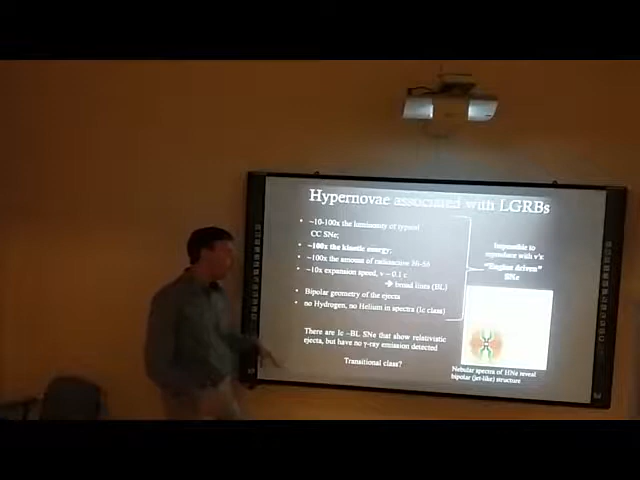 Hypernovae associated with LGRBs
• ~10-100x the luminosity of typical
CC SNe;
• ~100x the kinetic energy;
• ~100x the amount of radioactive Ni-56
• ~10x expansion speed, v ~ 0.1 c
→ broad lines (BL)
• Bipolar geometry of the ejecta
• no Hydrogen, no Helium in spectra (Ic class)
Impossible to
reproduce with ν's:
"Engine driven"
SNe
There are Ic –BL SNe that show relativistic
ejecta, but have no γ-ray emission detected
Transitional class?
Nebular spectra of HNe reveal
bipolar (jet-like) structure